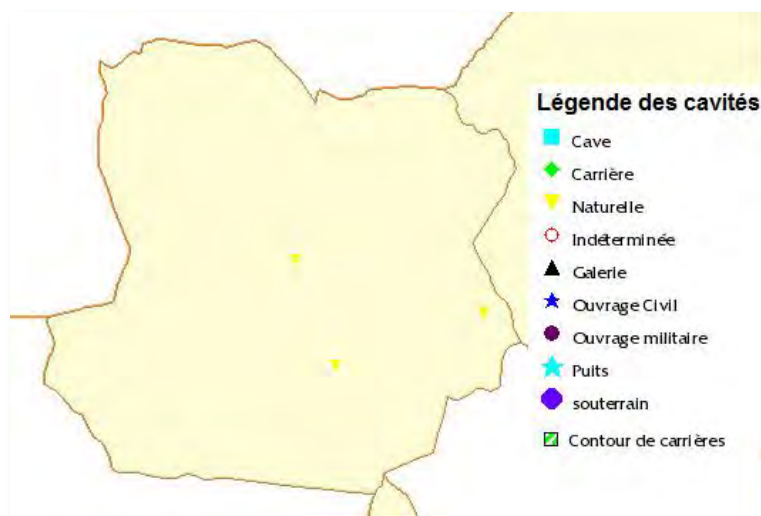 Légende des cavités
Cave
Carrière
Naturelle
Indéterminée
Galerie
Ouvrage Civil
Ouvrage militaire
Puits
souterrain
Contour de carrières